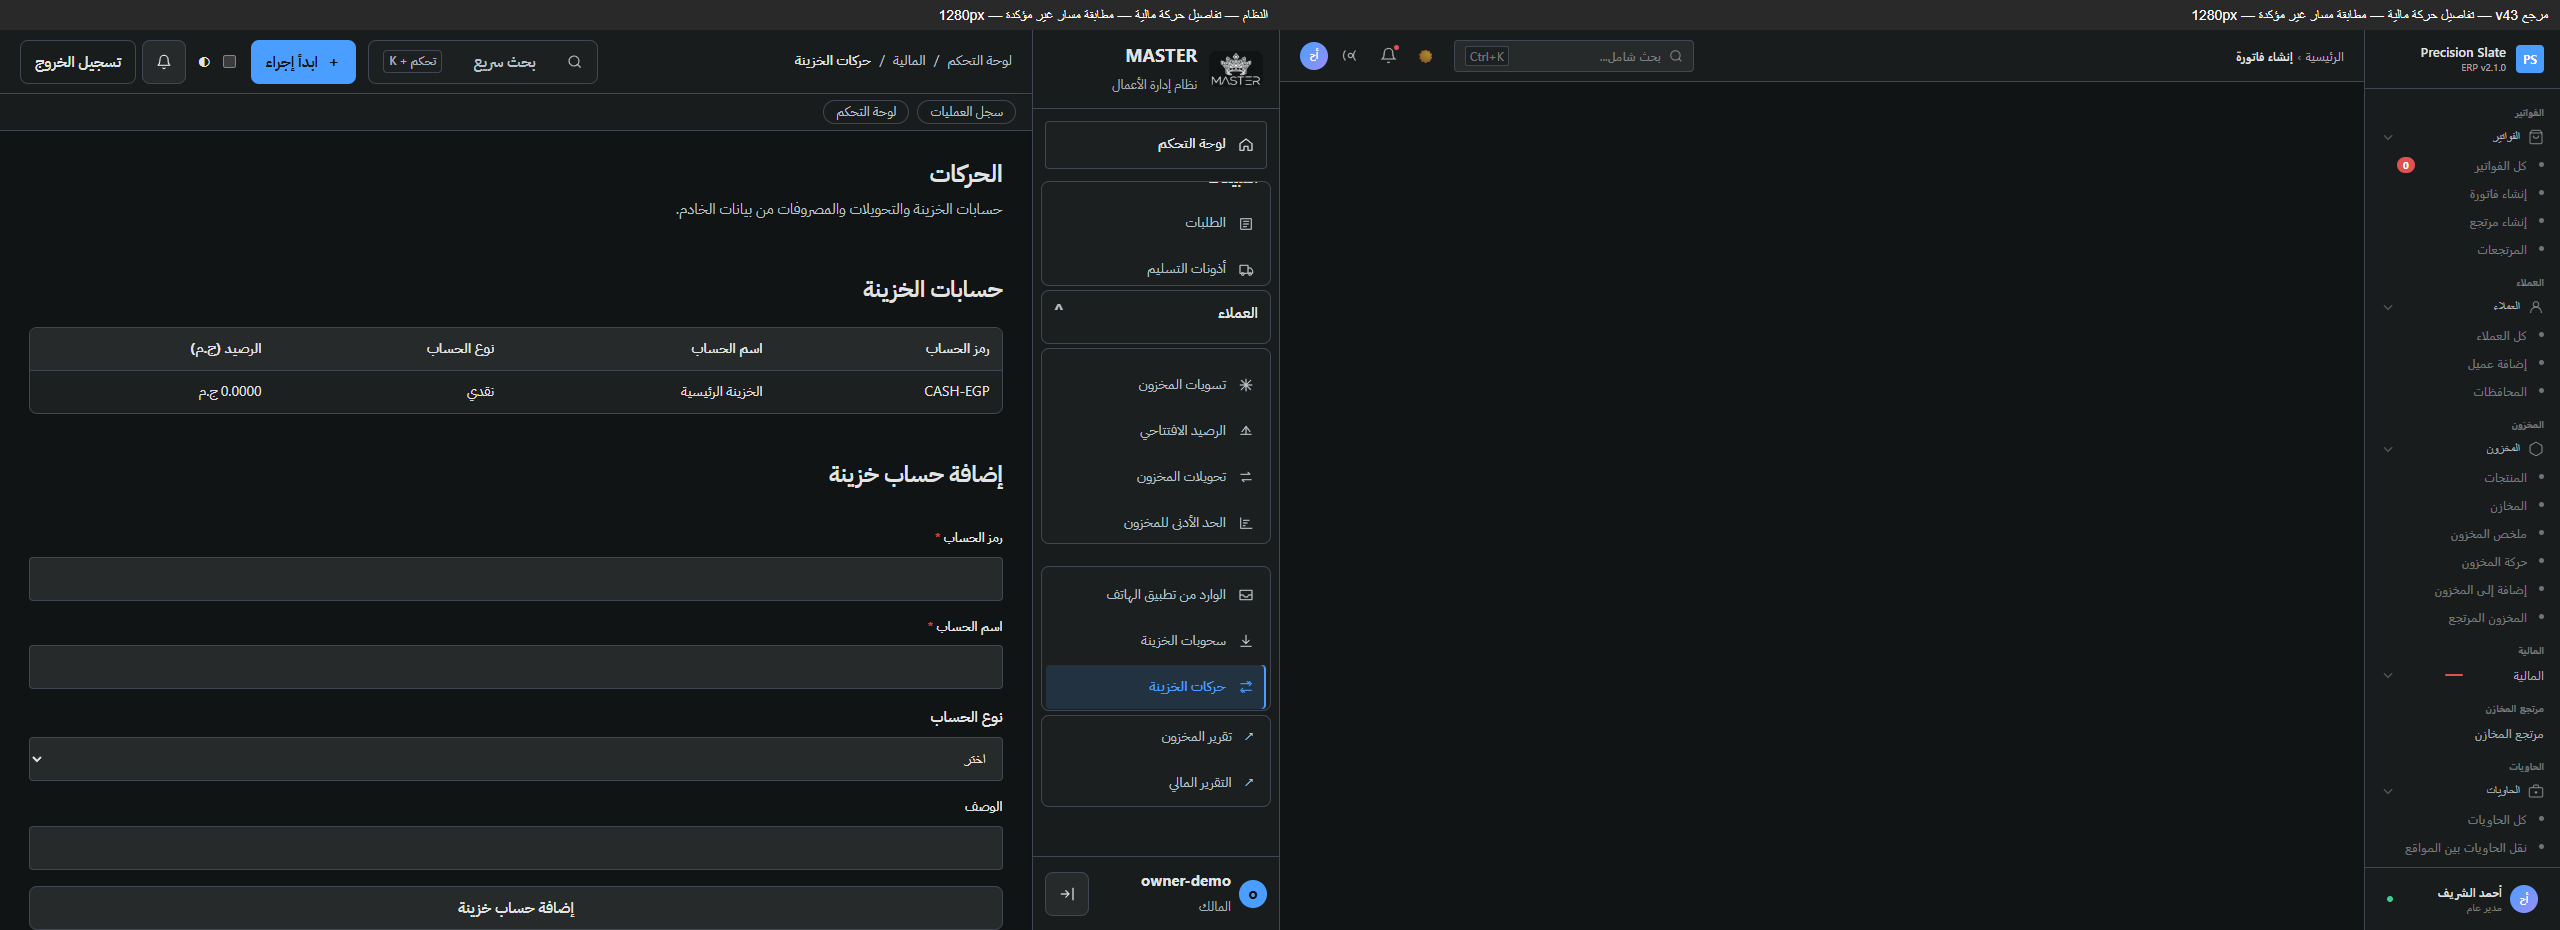 مرجع v43 — تفاصيل حركة مالية — مطابقة مسار غير مؤكدة — 1280px
Precision Slate
ERP v2.1.0
PS
الرئيسية › إنشاء فاتورة
بحث شامل...
Ctrl+K
أح
الفواتير
الفواتير
كل الفواتير
0
إنشاء فاتورة
إنشاء مرتجع
المرتجعات
العملاء
العملاء
كل العملاء
إضافة عميل
المحافظات
المخزون
المخزون
المنتجات
المخازن
ملخص المخزون
حركة المخزون
إضافة إلى المخزون
المخزون المرتجع
المالية
المالية
مرتجع المخازن
مرتجع المخازن
الحاويات
الحاويات
كل الحاويات
نقل الحاويات بين المواقع
أحمد الشريف
مدير عام
أح
النظام — تفاصيل حركة مالية — مطابقة مسار غير مؤكدة — 1280px
MASTER
MASTER
نظام إدارة الأعمال
لوحة التحكم
الطلبات
أذونات التسليم
العملاء
تسويات المخزون
الرصيد الافتتاحي
تحويلات المخزون
الحد الأدنى للمخزون
الوارد من تطبيق الهاتف
سحوبات الخزينة
حركات الخزينة
تقرير المخزون
التقرير المالي
owner-demo
المالك
o
لوحة التحكم / المالية / حركات الخزينة
بحث سريع
تحكم + K
+ ابدأ إجراء
تسجيل الخروج
سجل العمليات
لوحة التحكم
الحركات
حسابات الخزينة والتحويلات والمصروفات من بيانات الخادم.
حسابات الخزينة
رمز الحساب اسم الحساب نوع الحساب الرصيد (ج.م)
CASH-EGP الخزينة الرئيسية نقدي 0.0000 ج.م
إضافة حساب خزينة
رمز الحساب *
اسم الحساب *
نوع الحساب
اختر
الوصف
إضافة حساب خزينة